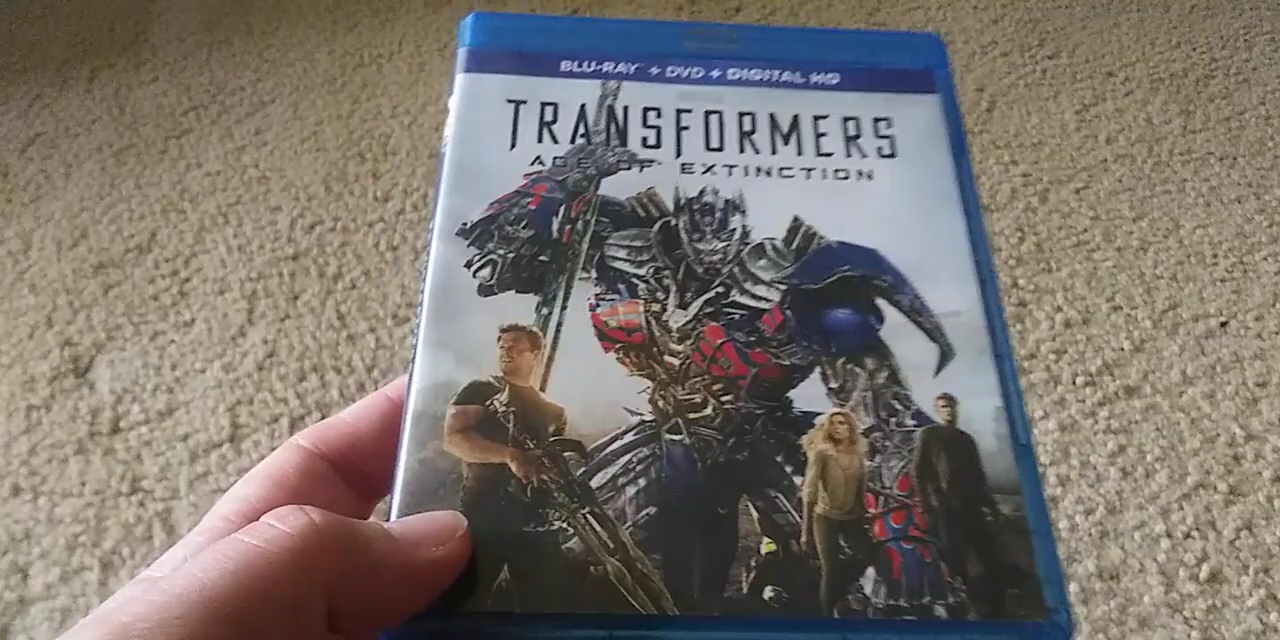 BLU-RAY + DVD + DIGITAL HD
TRANSFORMERS
AGE OF EXTINCTION